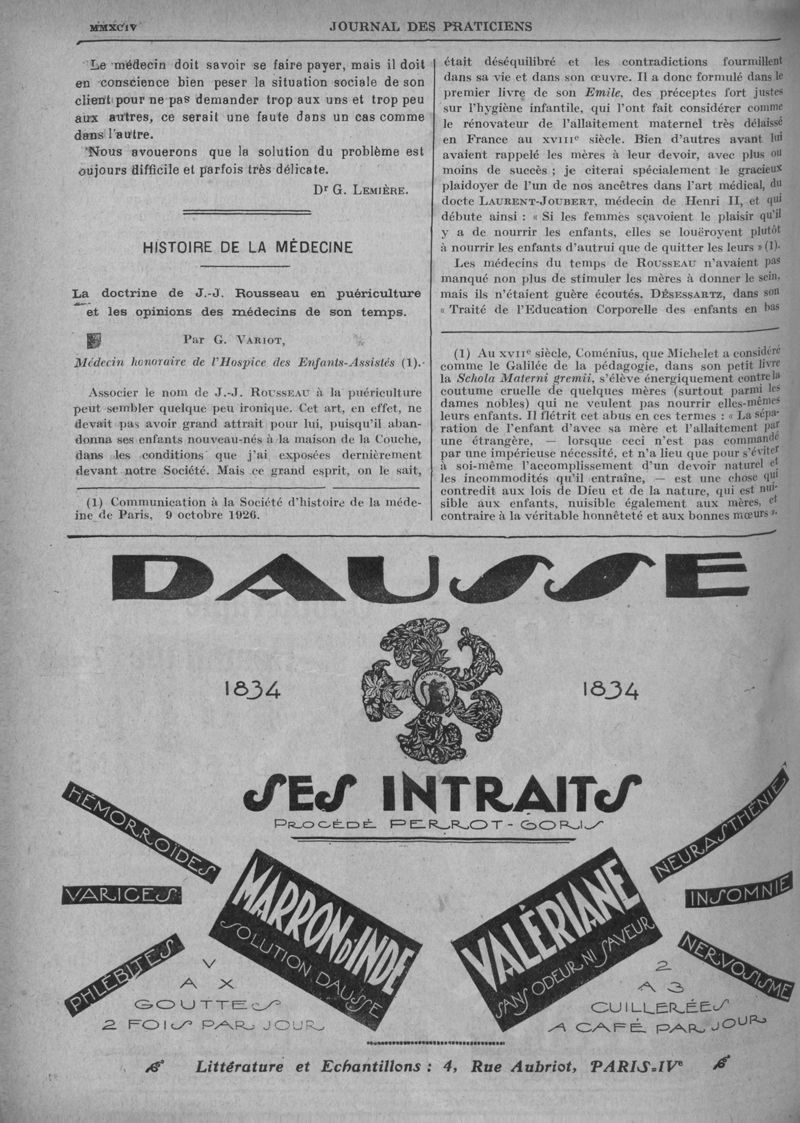 MMXCIV
JOURNAL DES PRATICIENS
Le médecin doit savoir se faire payer, mais il doit
en conscience bien peser la situation sociale de son
client pour ne pas demander trop aux uns et trop peu
aux autres, ce serait une faute dans un cas comme
dans l'autre.
Nous avouerons que la solution du problème est
oujours difficile et parfois très délicate.
Dr G. LEMIÈRE.
HISTOIRE DE LA MÉDECINE
La doctrine de J.-J. Rousseau en puériculture
et les opinions des médecins de son temps.
Par G. VARIOT,
Médecin honoraire de l'Hospice des Enfants-Assistés (1).
Associer le nom de J.-J. ROUSSEAU à la puériculture
peut sembler quelque peu ironique. Cet art, en effet, ne
devait pas avoir grand attrait pour lui, puisqu'il aban-
donna ses enfants nouveau-nés à la maison de la Couche,
dans les conditions que j'ai exposées dernièrement
devant notre Société. Mais ce grand esprit, on le sait,
(1) Communication à la Société d'histoire de la méde-
ine de Paris, 9 octobre 1926.
était déséquilibré et les contradictions fourmillent
dans sa vie et dans son œuvre. Il a donc formulé dans le
premier livre de son Emile, des préceptes fort justes
sur l'hygiène infantile, qui l'ont fait considérer comme
le rénovateur de l'allaitement maternel très délaissé
en France au XVIIIe siècle. Bien d'autres avant lui
avaient rappelé les mères à leur devoir, avec plus ou
moins de succès ; je citerai spécialement le gracieux
plaidoyer de l'un de nos ancêtres dans l'art médical, du
docte LAURENT-JOUBERT, médecin de Henri II, et qui
débute ainsi : « Si les femmes sçavoient le plaisir qu'il
y a de nourrir les enfants, elles se louëroyent plutôt
à nourrir les enfants d'autrui que de quitter les leurs » (1).
Les médecins du temps de ROUSSEAU n'avaient pas
manqué non plus de stimuler les mères à donner le sein,
mais ils n'étaient guère écoutés. DÉSESSARTZ, dans son
« Traité de l'Education Corporelle des enfants en bas
(1) Au XVIIe siècle, Coménius, que Michelet a considéré
comme le Galilée de la pédagogie, dans son petit livre
la Schola Materni gremii, s'élève énergiquement contre la
coutume cruelle de quelques mères (surtout parmi les
dames nobles) qui ne veulent pas nourrir elles-mêmes
leurs enfants. Il flétrit cet abus en ces termes : « La sépa-
ration de l'enfant d'avec sa mère et l'allaitement par
une étrangère, — lorsque ceci n'est pas commandé
par une impérieuse nécessité, et n'a lieu que pour s'éviter
à soi-même l'accomplissement d'un devoir naturel et
les incommodités qu'il entraîne, — est une chose qui
contredit aux lois de Dieu et de la nature, qui est nui-
sible aux enfants, nuisible également aux mères, et
contraire à la véritable honnêteté et aux bonnes mœurs ».
DAUSSE
DAUSSE
1834
1834
SES INTRAITS
PROCÉDÉ PERROT-GORIS
HÉMORROÏDES
VARICES
PHLÉBITES
MARRON D'INDE
SOLUTION DAUSSE
V
A X
GOUTTES
2 FOIS PAR JOUR
VALÉRIANE
SANS ODEUR NI SAVEUR
NEURASTHÉNIE
INSOMNIE
NERVOSISME
2
A 3
CUILLERÉES
A CAFÉ PAR JOUR
Littérature et Echantillons : 4, Rue Aubriot, PARIS-IVe